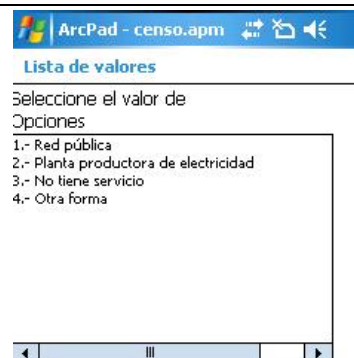 ArcPad - censo.apm
Lista de valores
Seleccione el valor de
Opciones
1.- Red pública
2.- Planta productora de electricidad
3.- No tiene servicio
4.- Otra forma